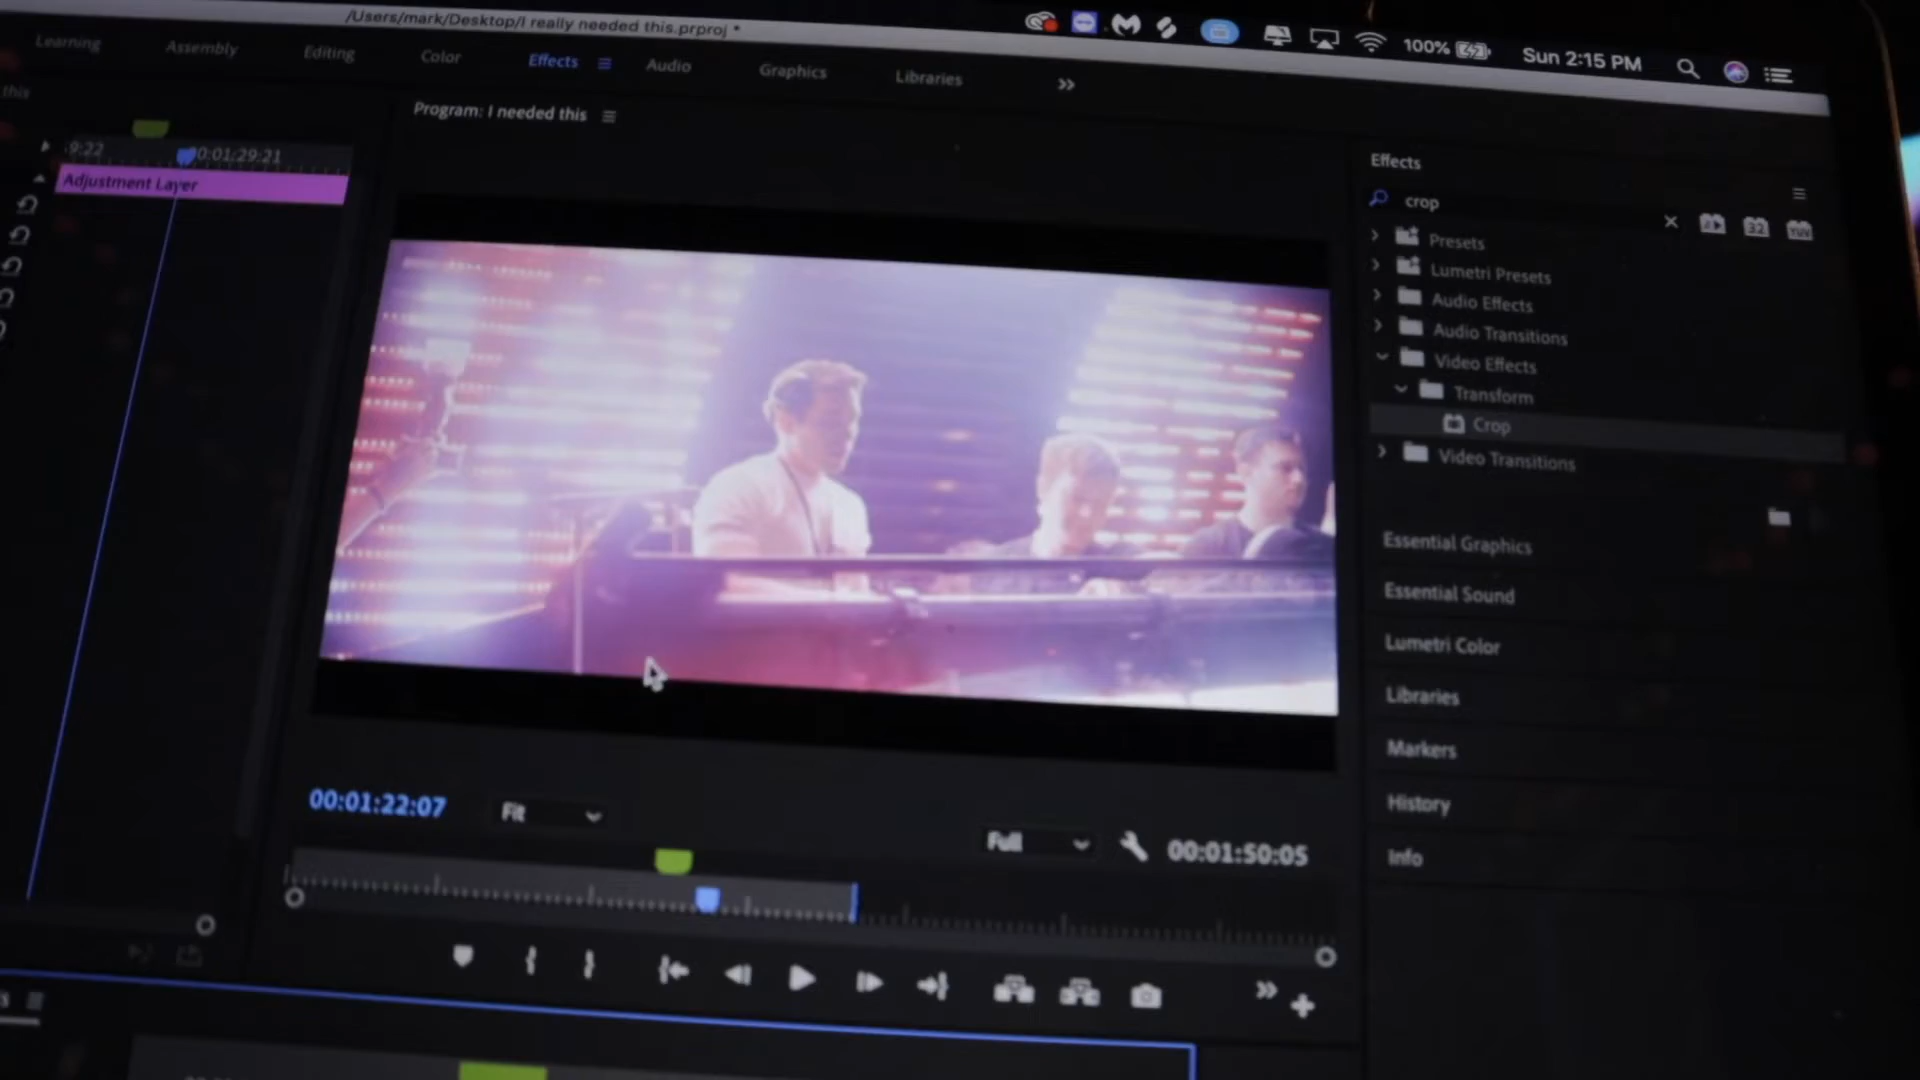 /Users/mark/Desktop/I really needed this.prproj *
100%
Sun 2:15 PM
Learning
Assembly
Editing
Color
Effects
Audio
Graphics
Libraries
this
Program: I needed this
:9:22
00:01:29:21
Adjustment Layer
Effects
crop
32
YUV
Presets
Lumetri Presets
Audio Effects
Audio Transitions
Video Effects
Transform
Crop
Video Transitions
Essential Graphics
Essential Sound
Lumetri Color
Libraries
Markers
History
Info
00:01:22:07
Fit
Full
00:01:50:05